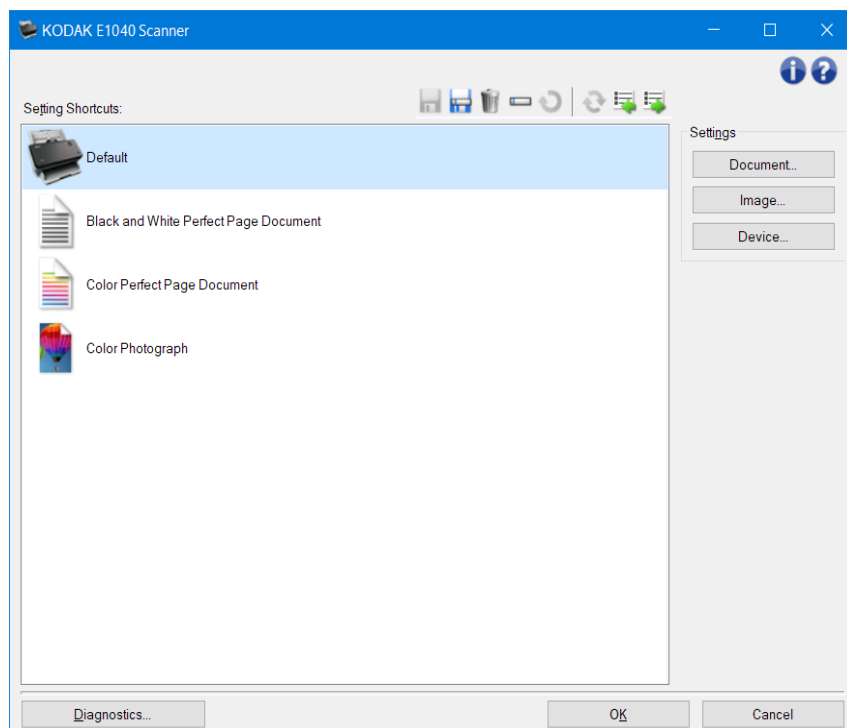 KODAK E1040 Scanner
Setting Shortcuts:
Default
Black and White Perfect Page Document
Color Perfect Page Document
Color Photograph
Settings
Document...
Image...
Device...
Diagnostics...
OK
Cancel